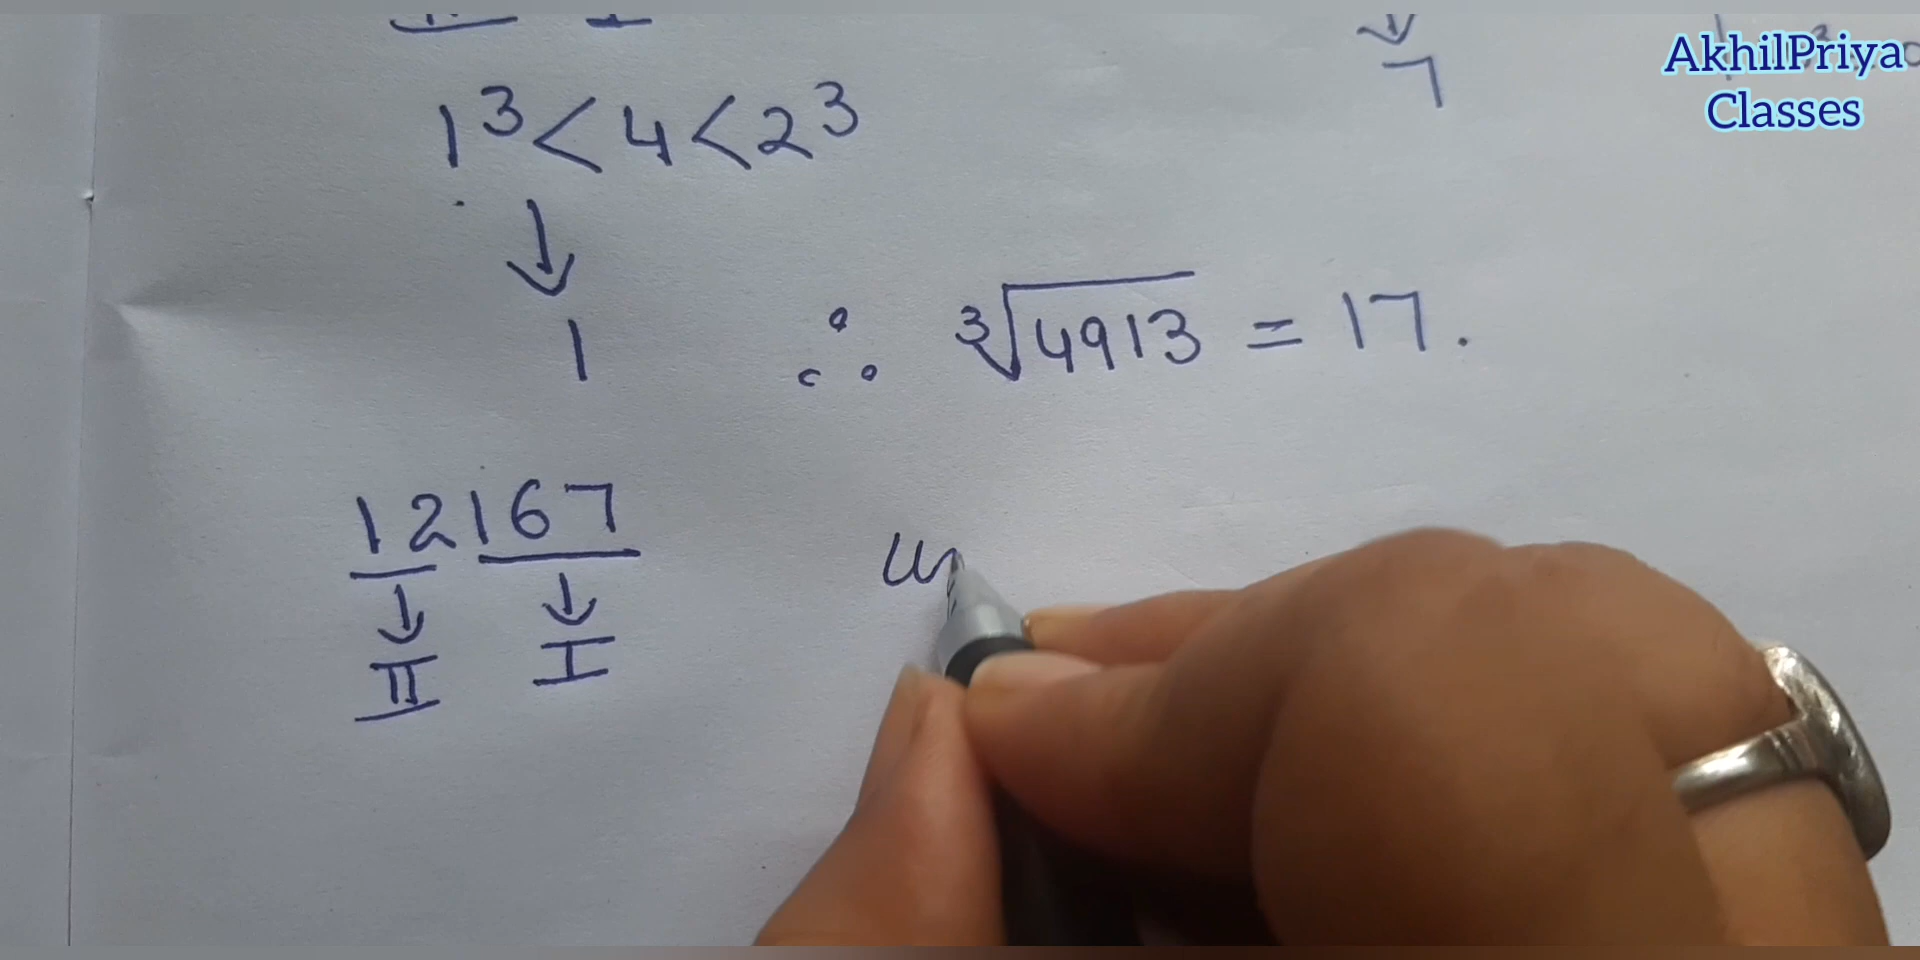 AkhilPriya
Classes
7
1³ < 4 < 2³
↓
1
∴ ∛4913 = 17.
12167
↓ ↓
II I